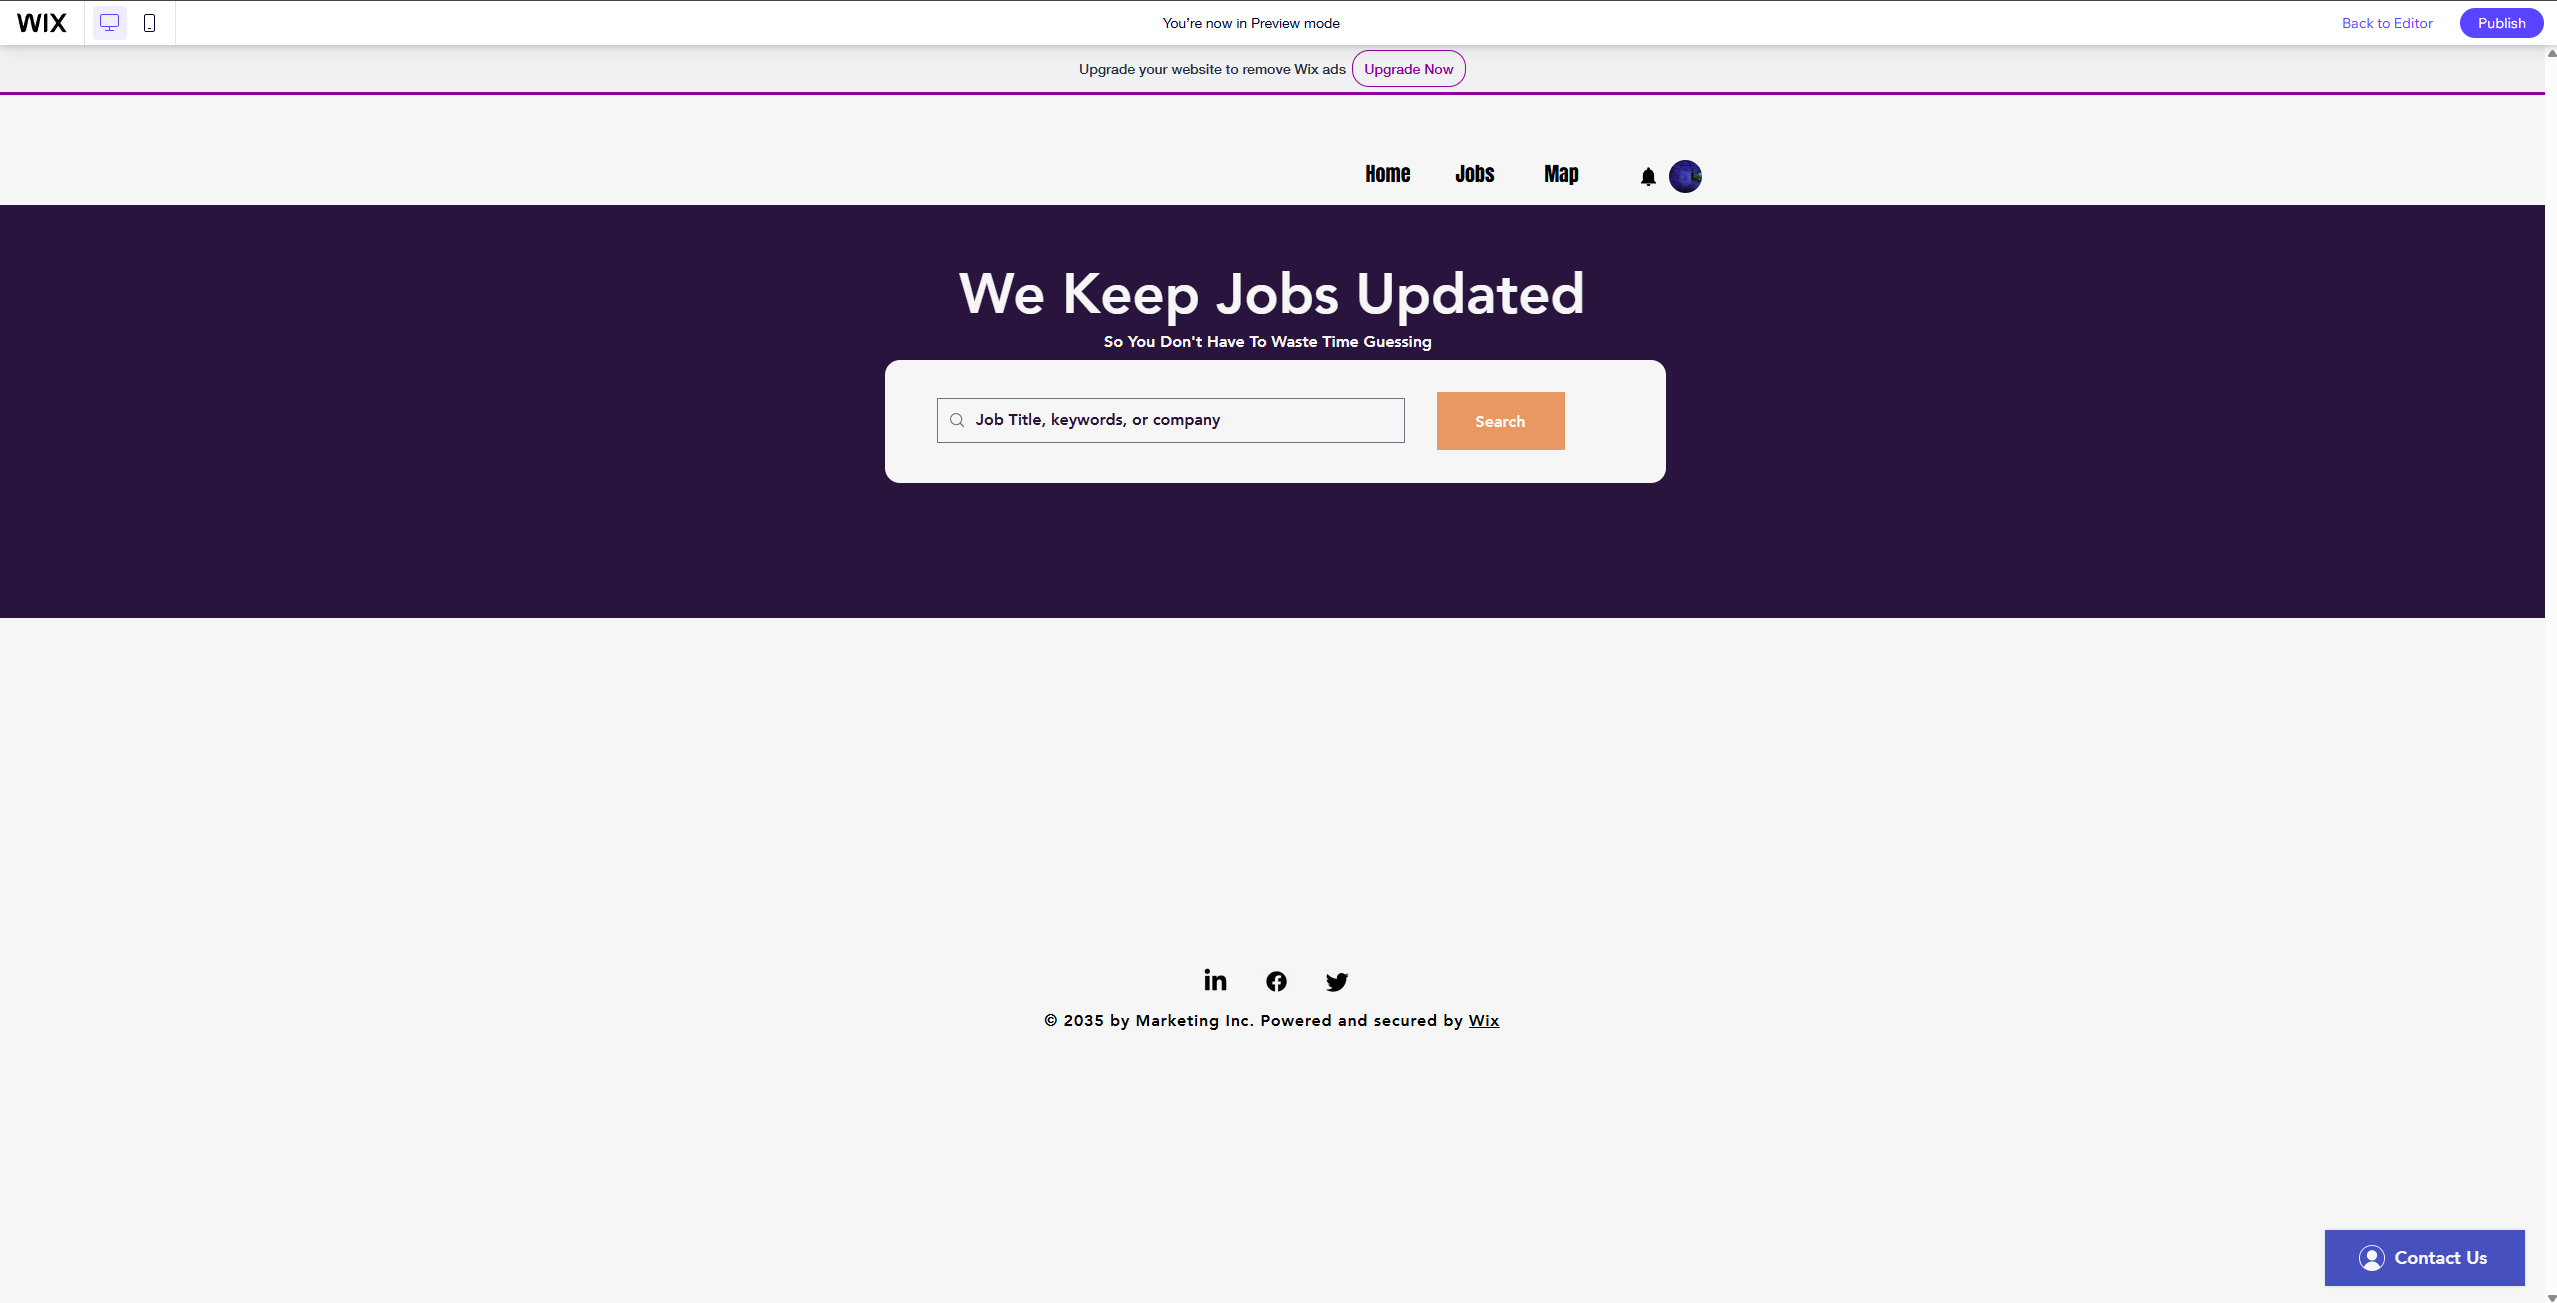 WIX
You're now in Preview mode
Back to Editor
Publish
Upgrade your website to remove Wix ads
Upgrade Now
Home
Jobs
Map
We Keep Jobs Updated
So You Don't Have To Waste Time Guessing
Job Title, keywords, or company
Search
© 2035 by Marketing Inc. Powered and secured by Wix
Contact Us